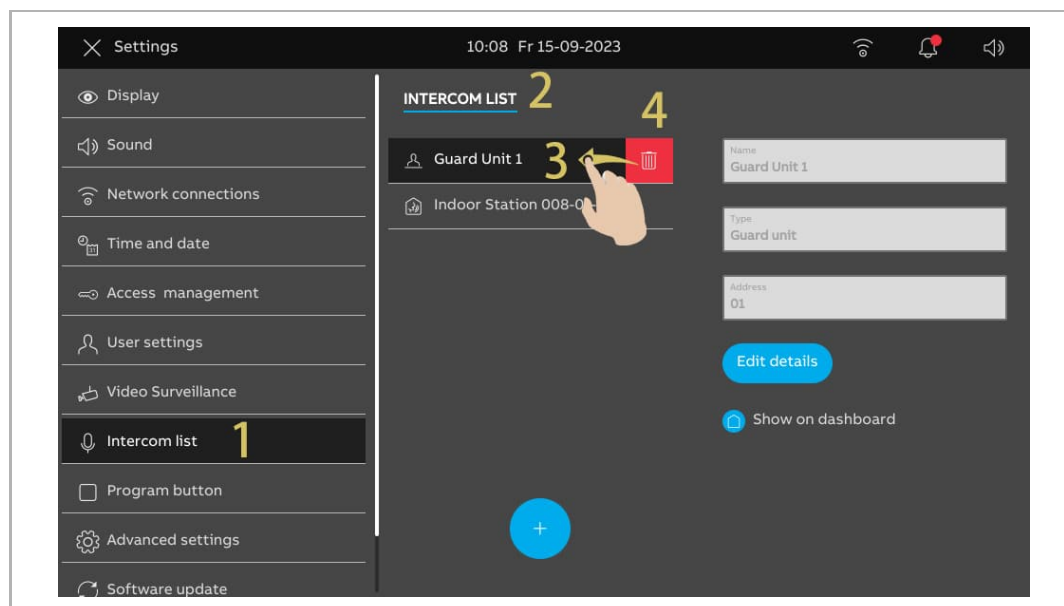 Settings
10:08 Fr 15-09-2023
Display
Sound
Network connections
Time and date
Access management
User settings
Video Surveillance
Intercom list
1
Program button
Advanced settings
Software update
INTERCOM LIST
2
4
Guard Unit 1
3
Indoor Station 008-0
Name
Guard Unit 1
Type
Guard unit
Address
01
Edit details
Show on dashboard
+